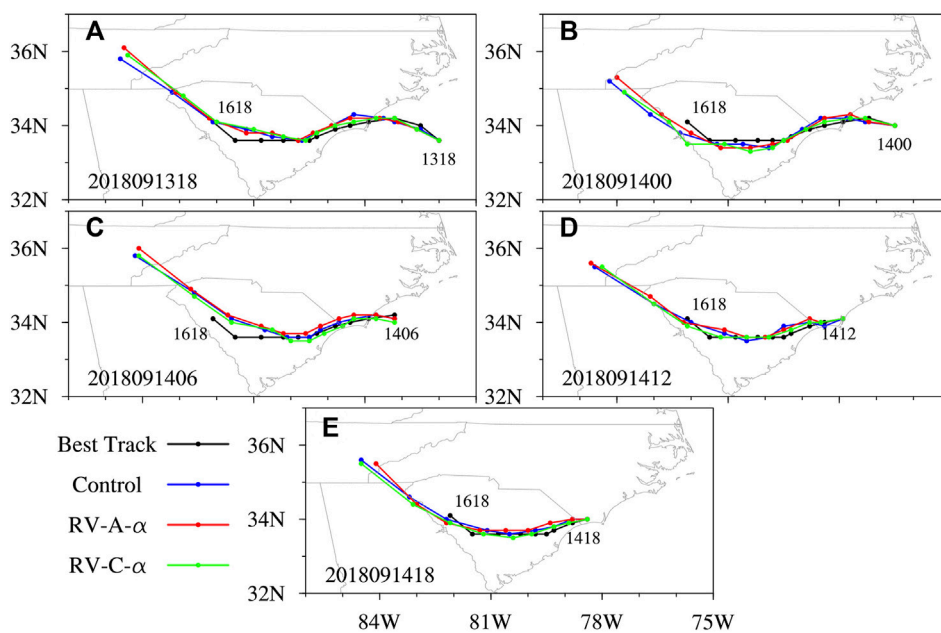 A
B
36N
34N
32N
1618
1318
2018091318
36N
34N
32N
1618
1400
2018091400
C
D
36N
34N
32N
1618
1406
2018091406
36N
34N
32N
1618
1412
2018091412
E
36N
34N
32N
1618
1418
2018091418
84W 81W 78W 75W
Best Track
Control
RV-A-α
RV-C-α